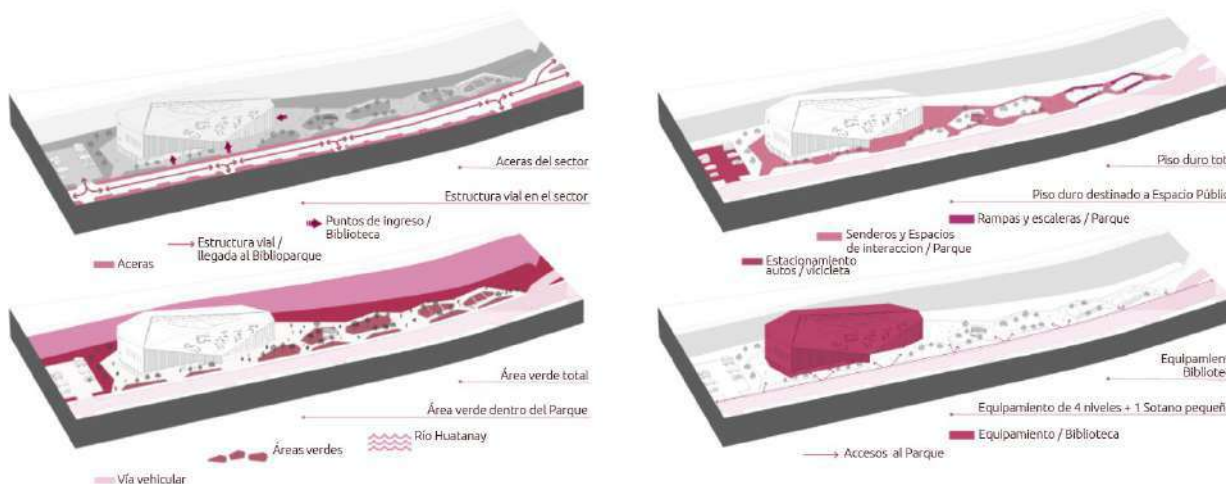 Aceras del sector
Estructura vial en el sector
Puntos de ingreso /
Biblioteca
Estructura vial /
llegada al Biblioparque
Aceras
Piso duro tot
Piso duro destinado a Espacio Públic
Rampas y escaleras / Parque
Senderos y Espacios
de interaccion / Parque
Estacionamiento
autos / vicicleta
Área verde total
Área verde dentro del Parque
Río Huatanay
Áreas verdes
Vía vehicular
Equipamien
Bibliote
Equipamiento de 4 niveles + 1 Sotano pequeñ
Equipamiento / Biblioteca
Accesos al Parque